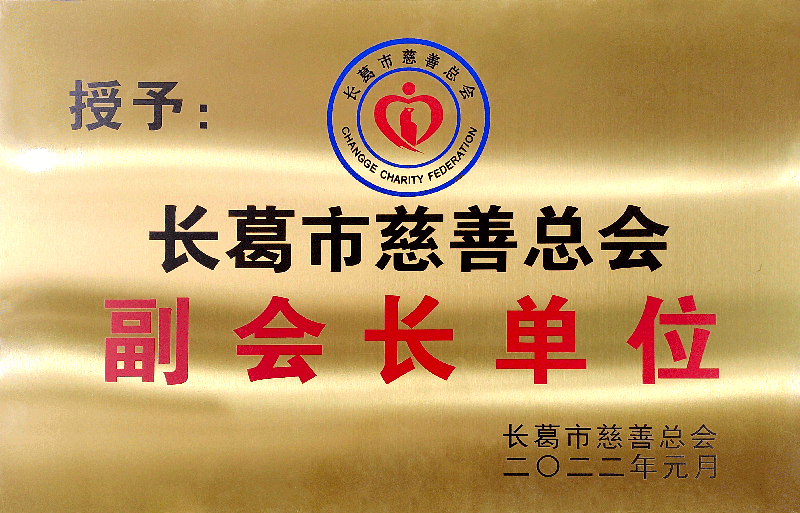 授予：
长葛市慈善总会
CHANGGE CHARITY FEDERATION
长葛市慈善总会
副会长单位
长葛市慈善总会
二〇二二年元月